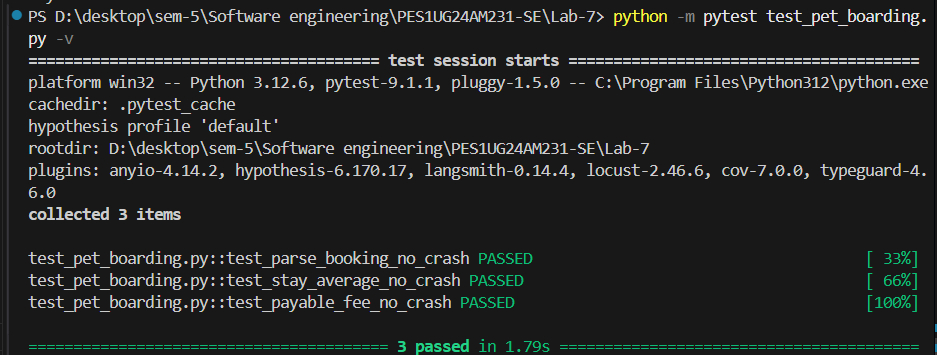 PS D:\desktop\sem-5\Software engineering\PES1UG24AM231-SE\Lab-7> python -m pytest test_pet_boarding.
py -v
====================================== test session starts ======================================
platform win32 -- Python 3.12.6, pytest-9.1.1, pluggy-1.5.0 -- C:\Program Files\Python312\python.exe
cachedir: .pytest_cache
hypothesis profile 'default'
rootdir: D:\desktop\sem-5\Software engineering\PES1UG24AM231-SE\Lab-7
plugins: anyio-4.14.2, hypothesis-6.170.17, langsmith-0.14.4, locust-2.46.6, cov-7.0.0, typeguard-4.
6.0
collected 3 items
test_pet_boarding.py::test_parse_booking_no_crash PASSED [ 33%]
test_pet_boarding.py::test_stay_average_no_crash PASSED [ 66%]
test_pet_boarding.py::test_payable_fee_no_crash PASSED [100%]
======================================= 3 passed in 1.79s =======================================